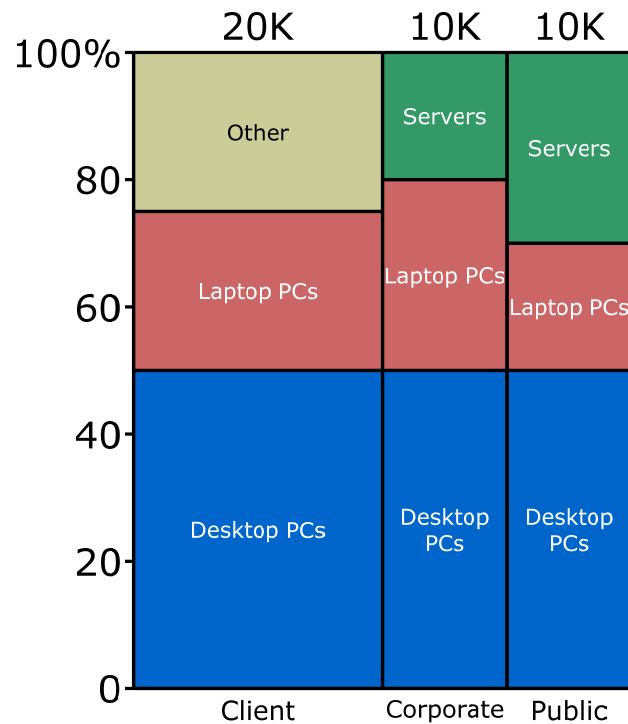 20K 10K 10K
100%
Other
Servers
Servers
80
Laptop PCs
Laptop PCs
Laptop PCs
60
40
Desktop PCs
Desktop
PCs
Desktop
PCs
20
0
Client Corporate Public